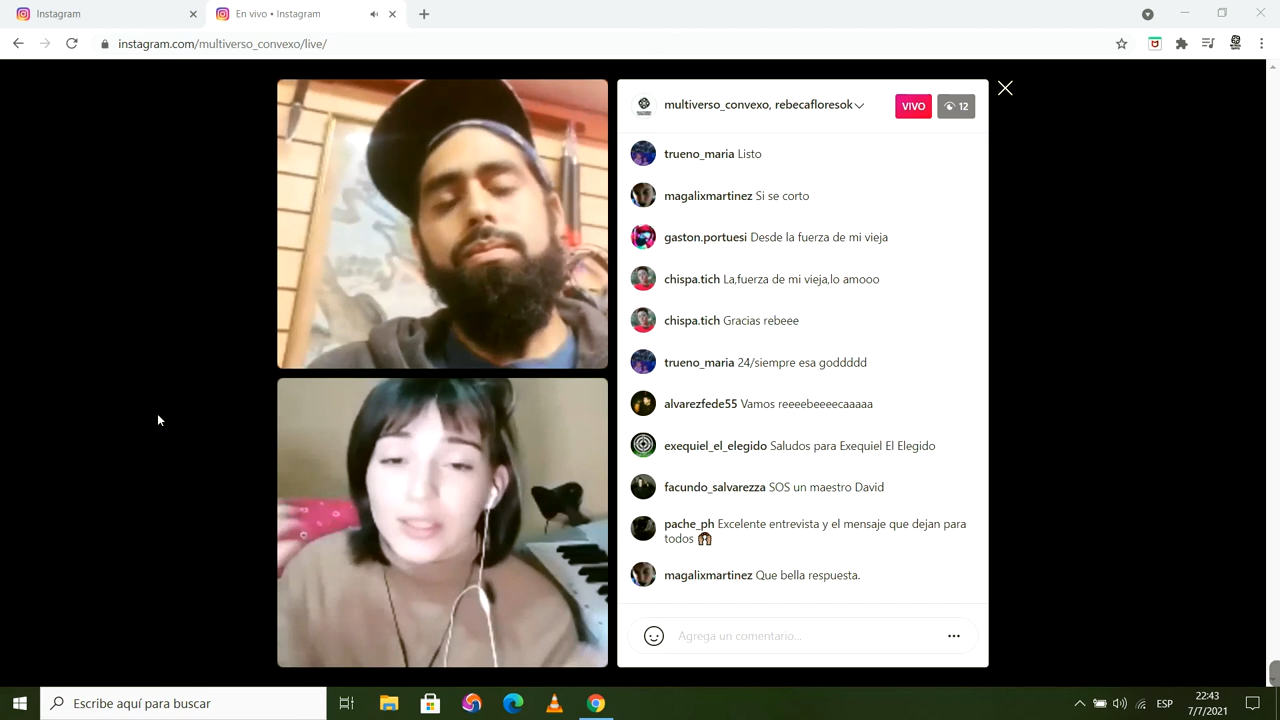 Instagram
En vivo • Instagram
instagram.com/multiverso_convexo/live/
multiverso_convexo, rebecafloresok
VIVO
12
trueno_maria Listo
magalixmartinez Si se corto
gaston.portuesi Desde la fuerza de mi vieja
chispa.tich La,fuerza de mi vieja,lo amooo
chispa.tich Gracias rebeee
trueno_maria 24/siempre esa goddddd
alvarezfede55 Vamos reeeebeeeecaaaaa
exequiel_el_elegido Saludos para Exequiel El Elegido
facundo_salvarezza SOS un maestro David
pache_ph Excelente entrevista y el mensaje que dejan para
todos
magalixmartinez Que bella respuesta.
Agrega un comentario...
Escribe aquí para buscar
ESP
22:43
7/7/2021